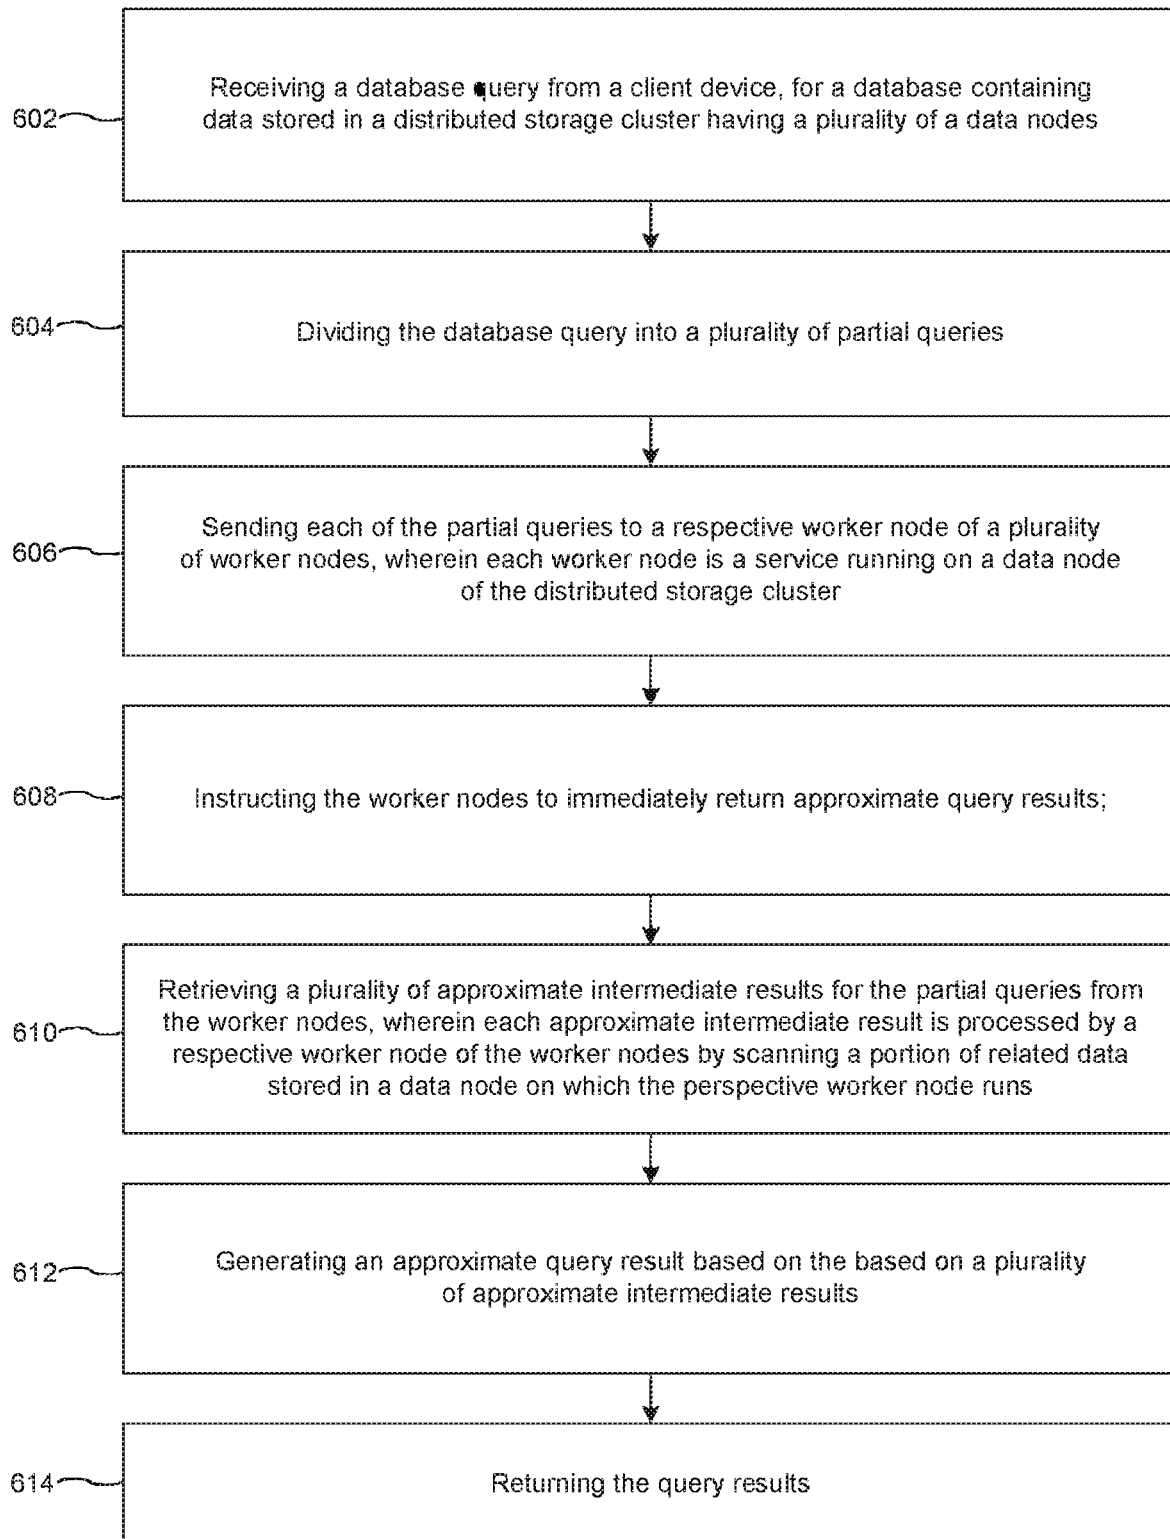 Receiving a database query from a client device, for a database containing
602
data stored in a distributed storage cluster having a plurality of a data nodes
604
Dividing the database query into a plurality of partial queries
Sending each of the partial queries to a respective worker node of a plurality
606
of worker nodes, wherein each worker node is a service running on a data node
of the distributed storage cluster
608
Instructing the worker nodes to immediately return approximate query results;
Retrieving a plurality of approximate intermediate results for the partial queries from
610
the worker nodes, wherein each approximate intermediate result is processed by a
respective worker node of the worker nodes by scanning a portion of related data
stored in a data node on which the perspective worker node runs
612
Generating an approximate query result based on the based on a plurality
of approximate intermediate results
614
Returning the query results